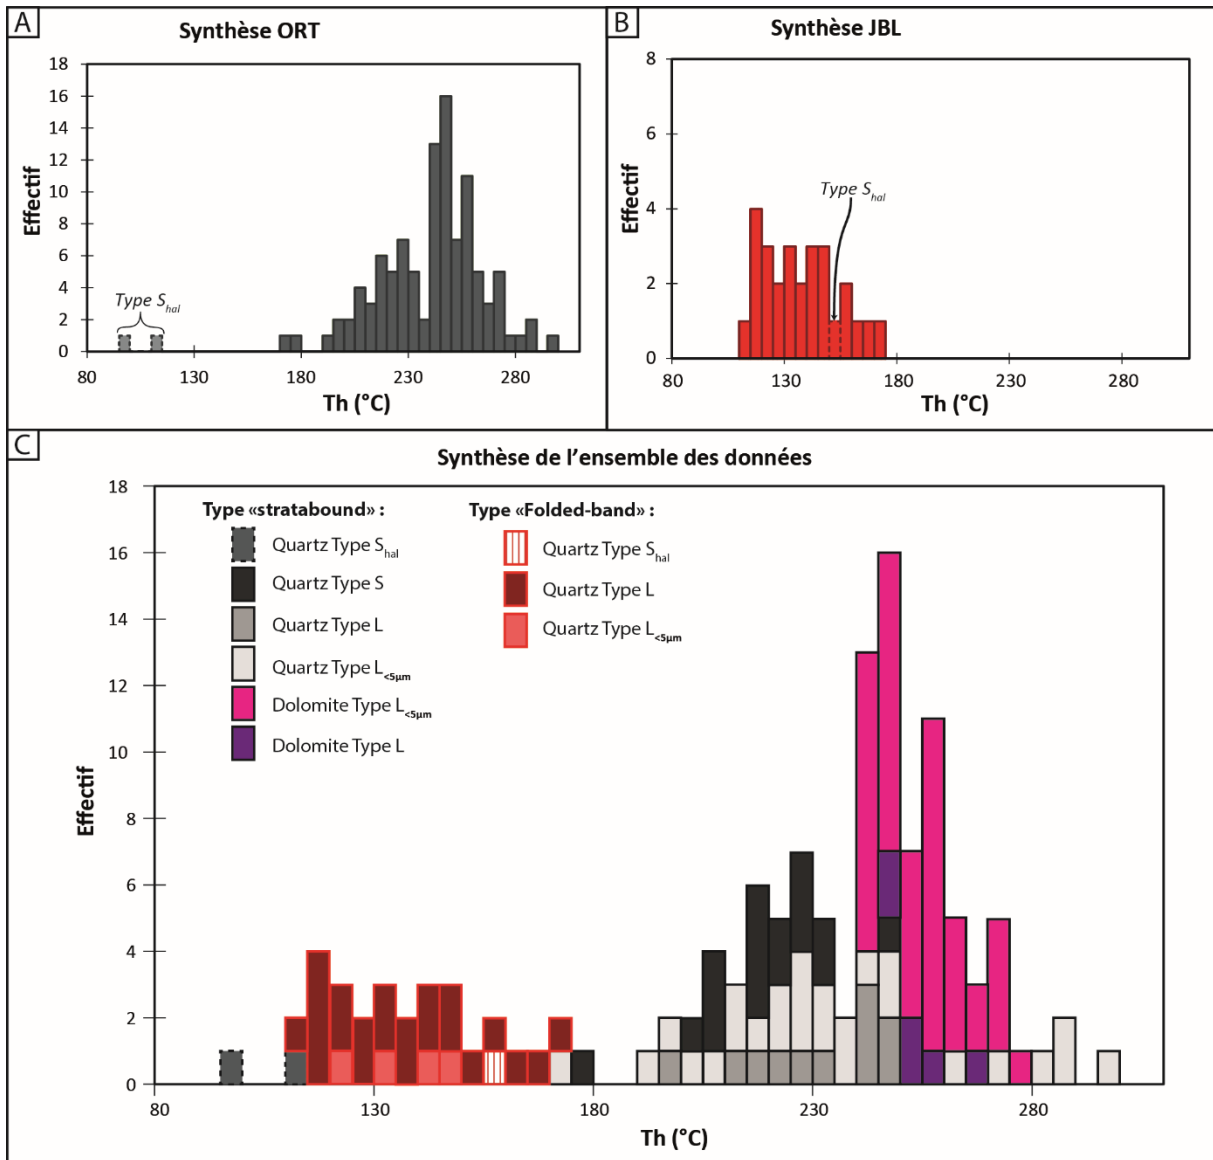 A
Synthèse ORT
18
16
14
12
10
8
6
4
2
0
Effectif
Type Shal
80 130 180 230 280
Th (°C)
B
Synthèse JBL
8
6
4
2
0
Effectif
Type Shal
80 130 180 230 280
Th (°C)
C
Synthèse de l'ensemble des données
18
16
14
12
10
8
6
4
2
0
Effectif
Type «stratabound» :
Quartz Type Shal
Quartz Type S
Quartz Type L
Quartz Type L<5µm
Dolomite Type L<5µm
Dolomite Type L
Type «Folded-band» :
Quartz Type Shal
Quartz Type L
Quartz Type L<5µm
80 130 180 230 280
Th (°C)